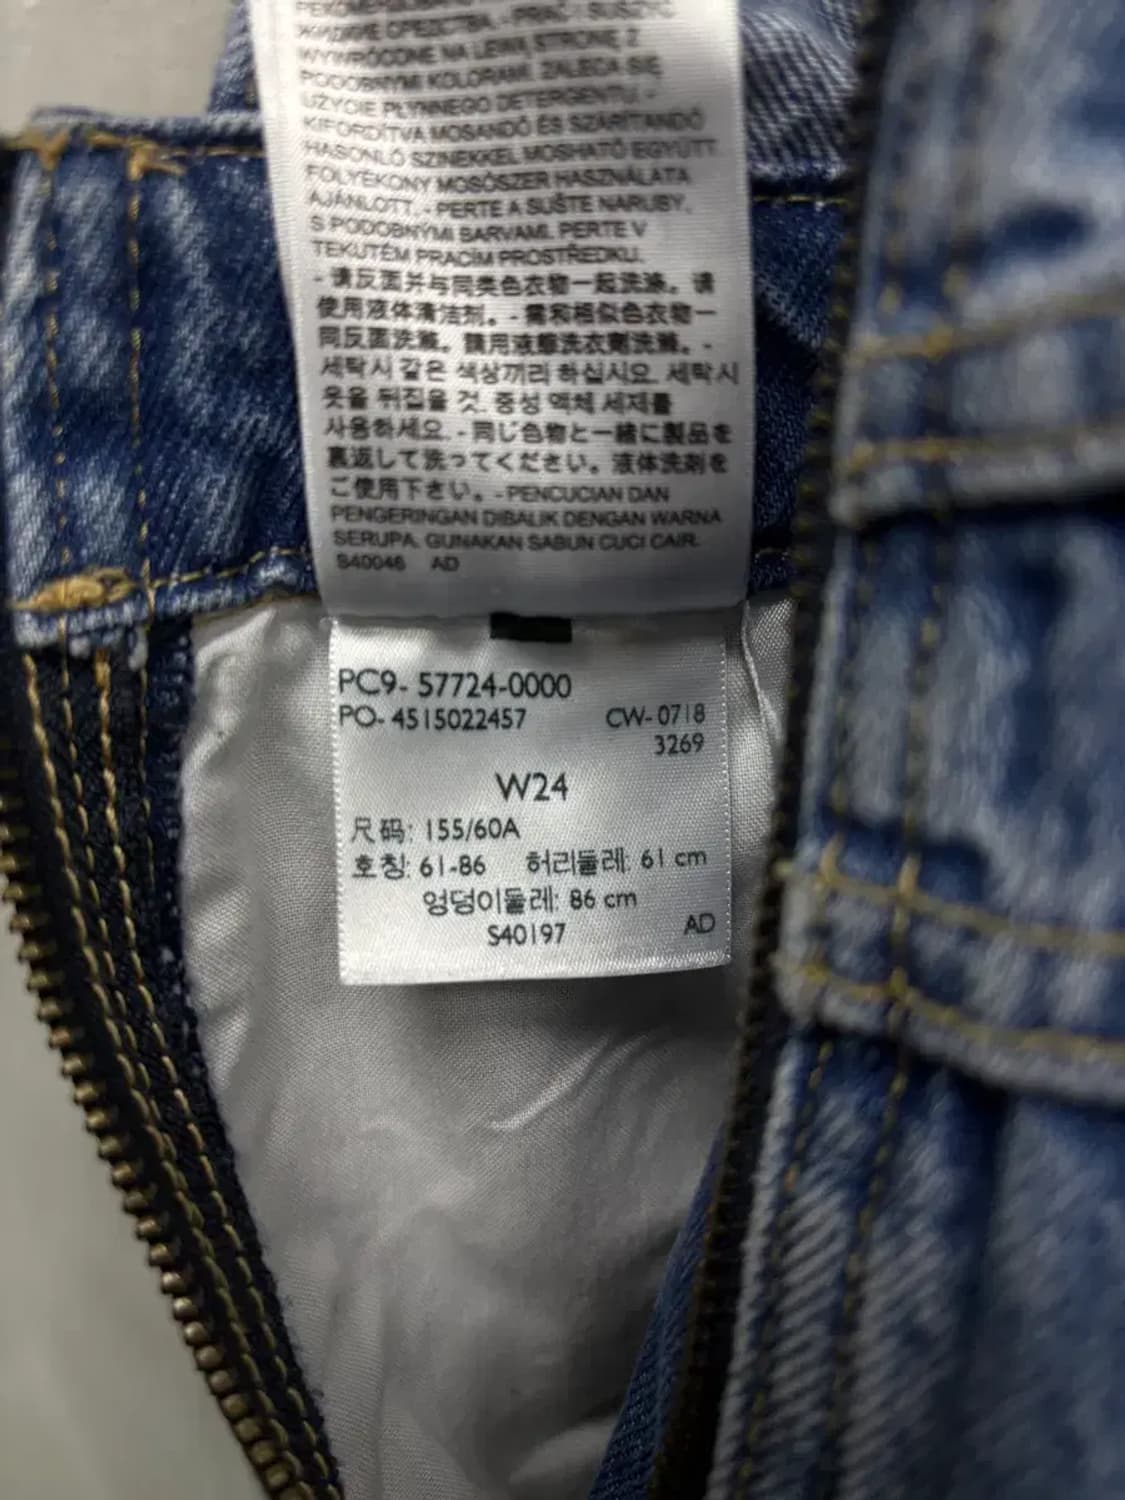 WYWRÓCONE NA LEWĄ STRONĘ Z
PODOBNYMI KOLORAMI. ZALECA SIĘ
UŻYCIE PŁYNNEGO DETERGENTU. -
KIFORDÍTVA MOSANDÓ ÉS SZÁRÍTANDÓ
HASONLÓ SZINEKKEL MOSHATÓ EGYÜTT.
FOLYÉKONY MOSÓSZER HASZNÁLATA
AJÁNLOTT. - PERTE A SUŠTE NARUBY.
S PODOBNÝMI BARVAMI. PERTE V
TEKUTÉM PRACÍM PROSTŘEDKU.
- 请反面并与同类色衣物一起洗涤。请
使用液体清洁剂。- 需和相似色衣物一
同反面洗滌。請用液態洗衣劑洗滌。-
세탁시 같은 색상끼리 하십시요. 세탁시
옷을 뒤집을 것. 중성 액체 세제를
사용하세요. - 同じ色物と一緒に製品を
裏返して洗ってください。液体洗剤を
ご使用下さい。- PENCUCIAN DAN
PENGERINGAN DIBALIK DENGAN WARNA
SERUPA. GUNAKAN SABUN CUCI CAIR.
S40046 AD
PC9- 57724-0000
PO- 4515022457 CW- 0718
3269
W24
尺码: 155/60A
호칭: 61-86 허리둘레: 61 cm
엉덩이둘레: 86 cm
S40197 AD